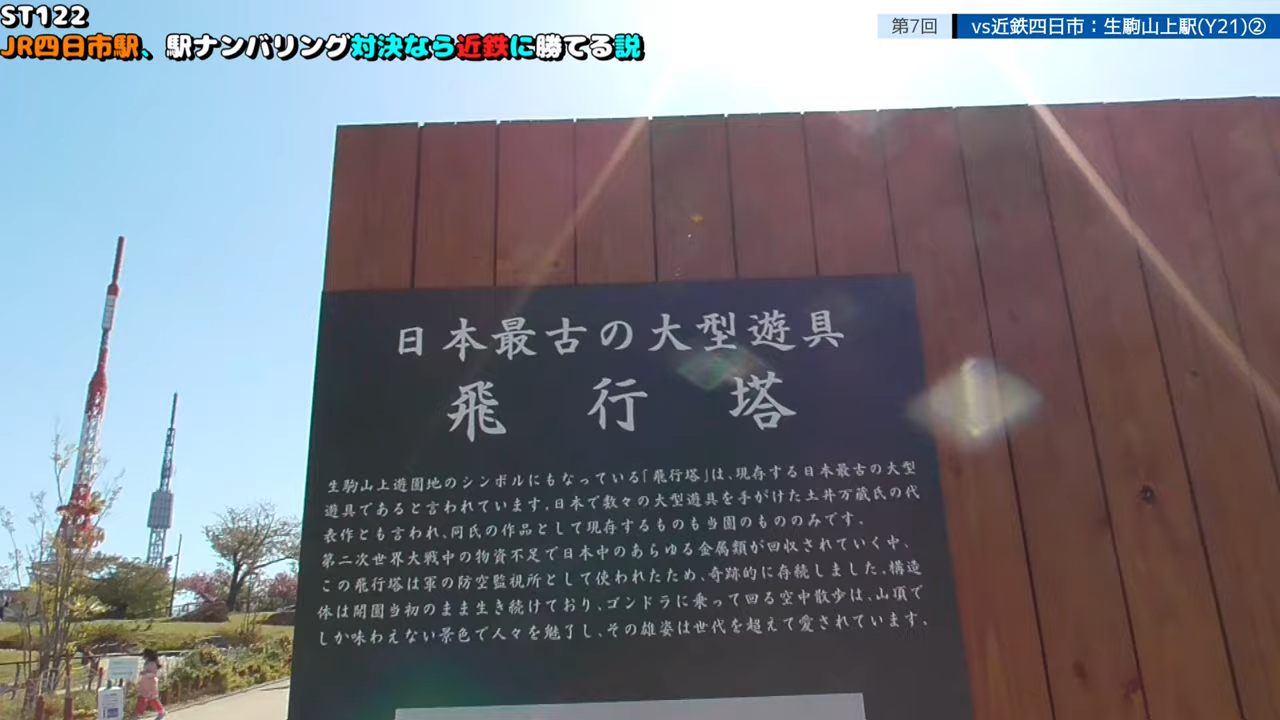 ST122
JR四日市駅、駅ナンバリング対決なら近鉄に勝てる説
第7回
vs近鉄四日市：生駒山上駅(Y21)②
日本最古の大型遊具
飛行塔
生駒山上遊園地のシンボルにもなっている「飛行塔」は、現存する日本最古の大型
遊具であると言われています。日本で数々の大型遊具を手がけた土井万蔵氏の代
表作とも言われ、同氏の作品として現存するものも当園のもののみです。
第二次世界大戦中の物資不足で日本中のあらゆる金属類が回収されていく中、
この飛行塔は軍の防空監視所として使われたため、奇跡的に存続しました。構造
体は開園当初のまま生き続けており、ゴンドラに乗って回る空中散歩は、山頂で
しか味わえない景色で人々を魅了し、その雄姿は世代を超えて愛されています。